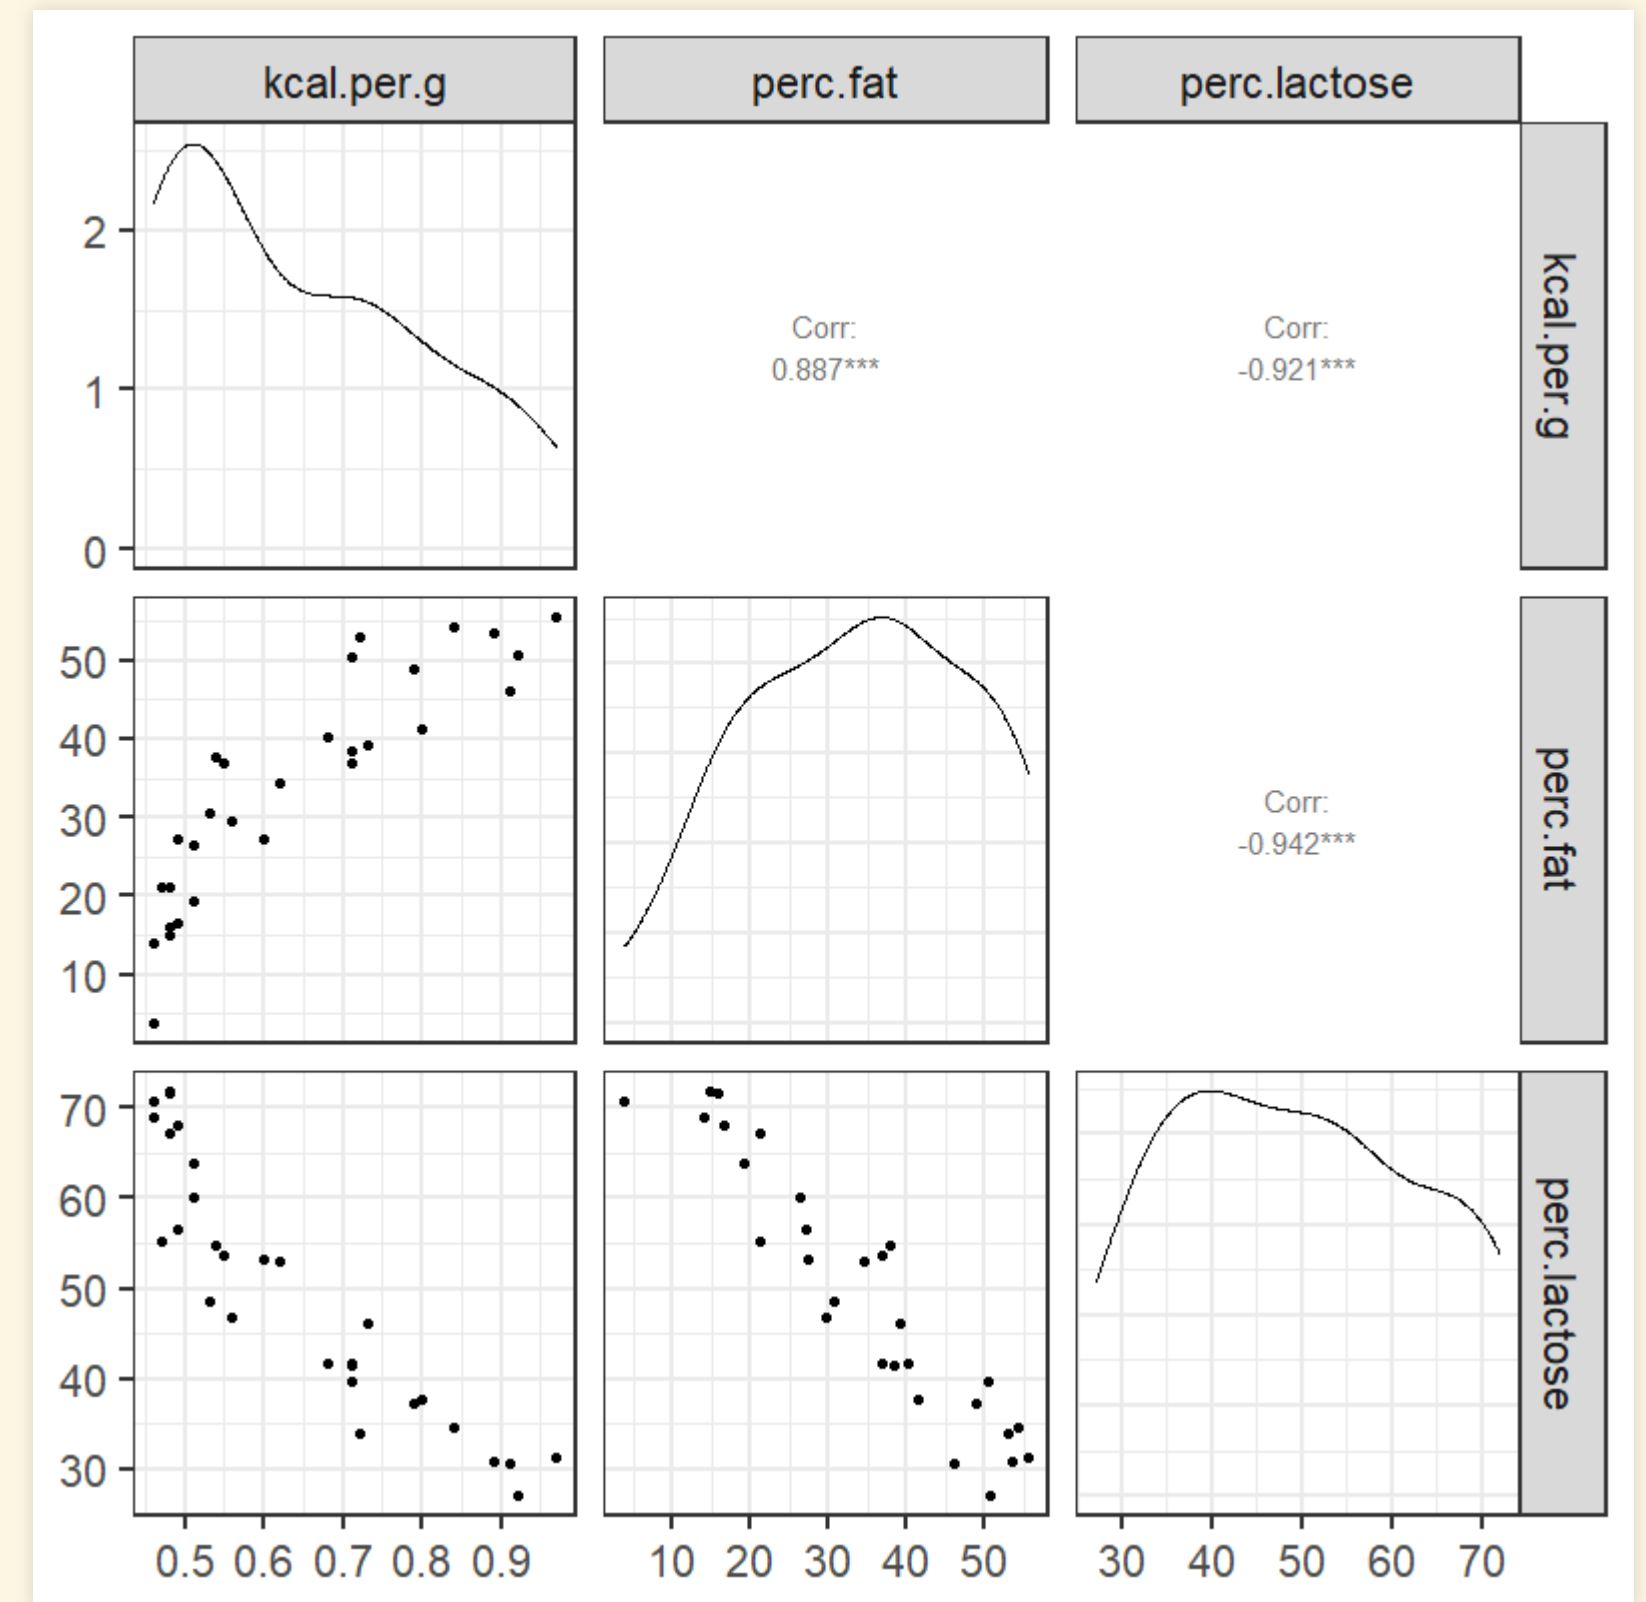 kcal.per.g
perc.fat
perc.lactose
2
1
0
Corr:
0.887***
Corr:
-0.921***
kcal.per.g
50
40
30
20
10
Corr:
-0.942***
perc.fat
70
60
50
40
30
perc.lactose
0.5 0.6 0.7 0.8 0.9
10 20 30 40 50
30 40 50 60 70